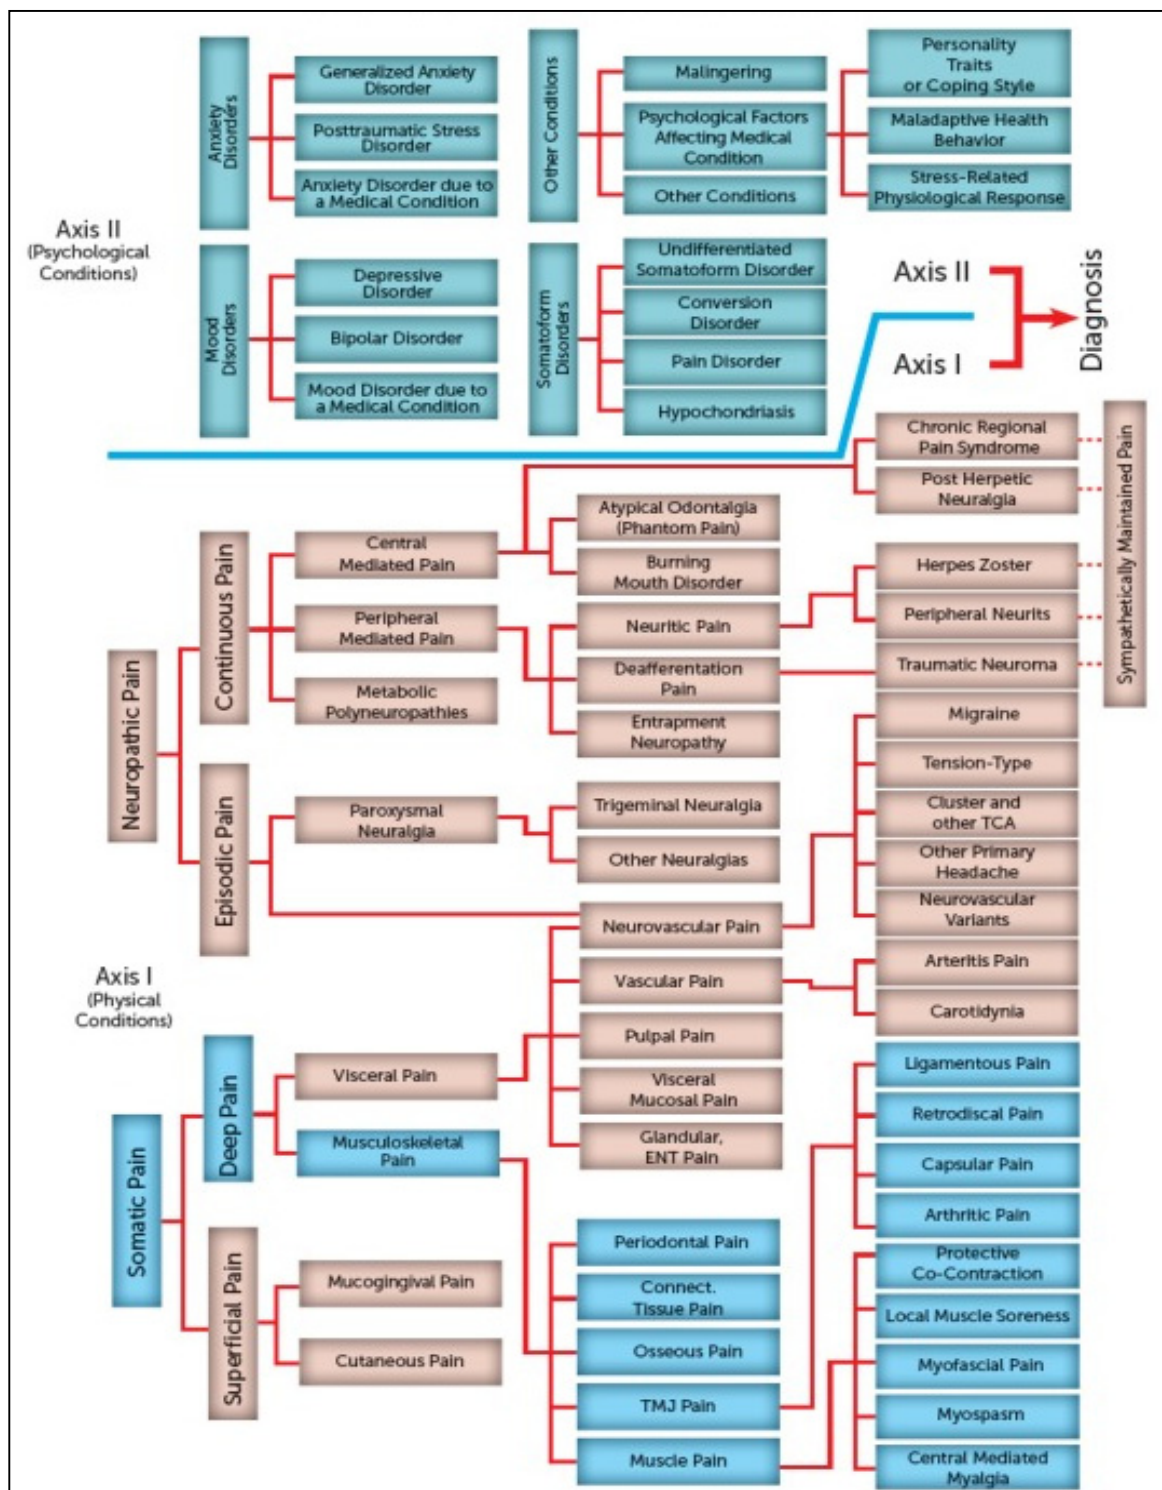 Axis II
(Psychological
Conditions)
Anxiety
Disorders
Generalized Anxiety
Disorder
Posttraumatic Stress
Disorder
Anxiety Disorder due to
a Medical Condition
Mood
Disorders
Depressive
Disorder
Bipolar Disorder
Mood Disorder due to
a Medical Condition
Other Conditions
Malingering
Psychological Factors
Affecting Medical
Condition
Other Conditions
Personality
Traits
or Coping Style
Maladaptive Health
Behavior
Stress-Related
Physiological Response
Somatoform
Disorders
Undifferentiated
Somatoform Disorder
Conversion
Disorder
Pain Disorder
Hypochondriasis
Axis II
Axis I
Diagnosis
Axis I
(Physical
Conditions)
Neuropathic Pain
Continuous Pain
Central
Mediated Pain
Peripheral
Mediated Pain
Metabolic
Polyneuropathies
Atypical Odontalgia
(Phantom Pain)
Burning
Mouth Disorder
Neuritic Pain
Deafferentation
Pain
Entrapment
Neuropathy
Chronic Regional
Pain Syndrome
Post Herpetic
Neuralgia
Herpes Zoster
Peripheral Neurits
Traumatic Neuroma
Sympathetically Maintained Pain
Episodic Pain
Paroxysmal
Neuralgia
Trigeminal Neuralgia
Other Neuralgias
Neurovascular Pain
Migraine
Tension-Type
Cluster and
other TCA
Other Primary
Headache
Neurovascular
Variants
Somatic Pain
Deep Pain
Visceral Pain
Vascular Pain
Pulpal Pain
Visceral
Mucosal Pain
Glandular,
ENT Pain
Arteritis Pain
Carotidynia
Musculoskeletal
Pain
Periodontal Pain
Connect.
Tissue Pain
Osseous Pain
TMJ Pain
Muscle Pain
Ligamentous Pain
Retrodiscal Pain
Capsular Pain
Arthritic Pain
Protective
Co-Contraction
Local Muscle Soreness
Myofascial Pain
Myospasm
Central Mediated
Myalgia
Superficial Pain
Mucogingival Pain
Cutaneous Pain